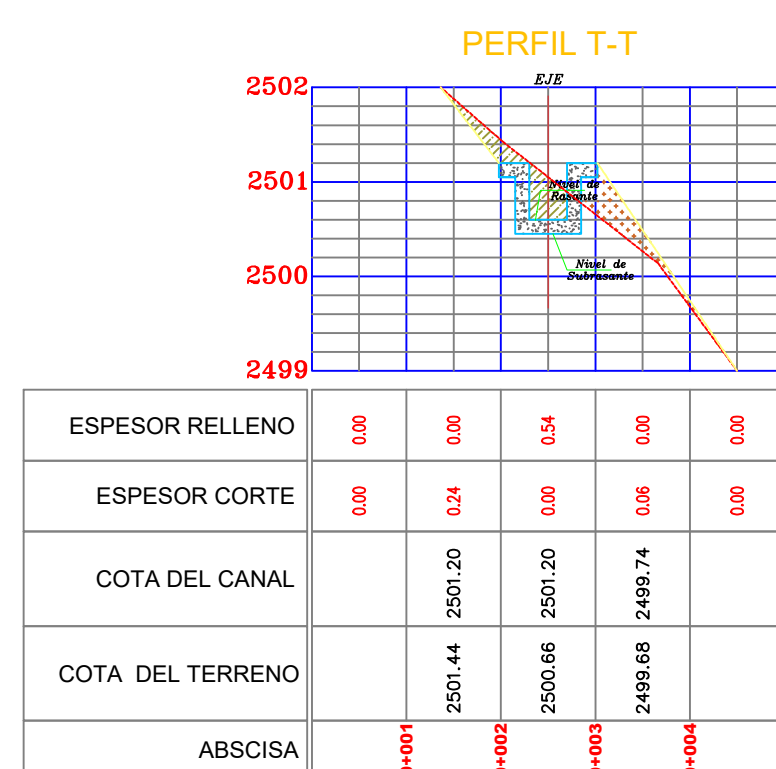 PERFIL T-T
EJE
2502
2501
Nivel de
Rasante
Nivel de
Subrasante
2500
2499
ESPESOR RELLENO 0.00 0.00 0.54 0.00 0.00
ESPESOR CORTE 0.00 0.24 0.00 0.06 0.00
COTA DEL CANAL 2501.20 2501.20 2499.74
COTA DEL TERRENO 2501.44 2500.66 2499.68
ABSCISA +001 +002 +003 +004